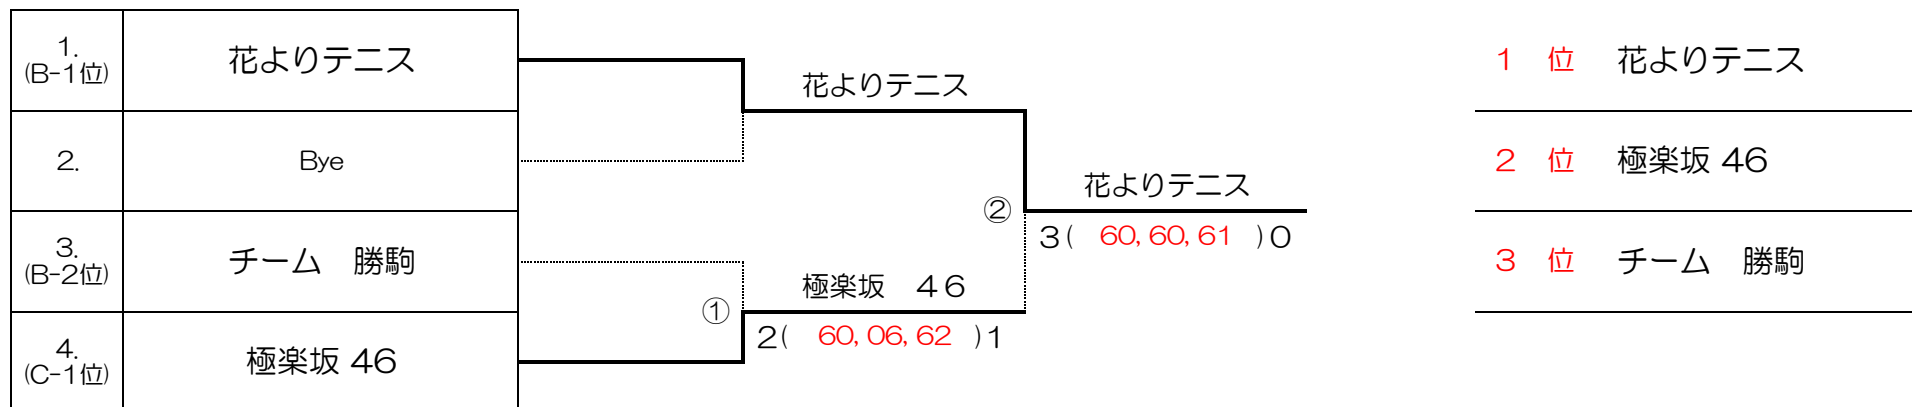 1.
(B-1位)
花よりテニス
2.
Bye
3.
(B-2位)
チーム　勝駒
4.
(C-1位)
極楽坂 46
花よりテニス
①
極楽坂　４６
2(　60, 06, 62　)1
②
花よりテニス
3(　60, 60, 61　)0
1　位　花よりテニス
2　位　極楽坂 46
3　位　チーム　勝駒